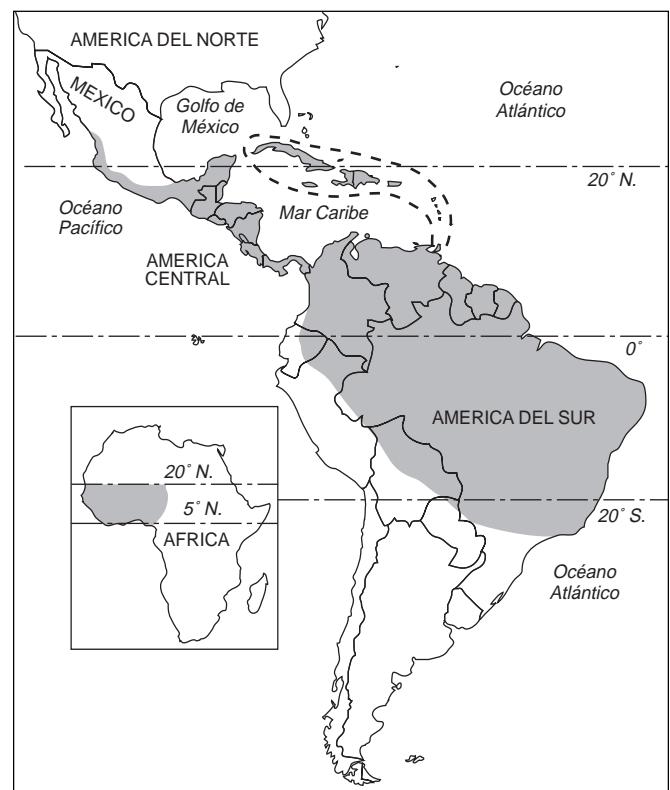 AMERICA DEL NORTE
MEXICO
Golfo de
México
Océano
Atlántico
20° N.
Océano
Pacífico
Mar Caribe
AMERICA
CENTRAL
0°
AMERICA DEL SUR
20° N.
5° N.
AFRICA
20° S.
Océano
Atlántico